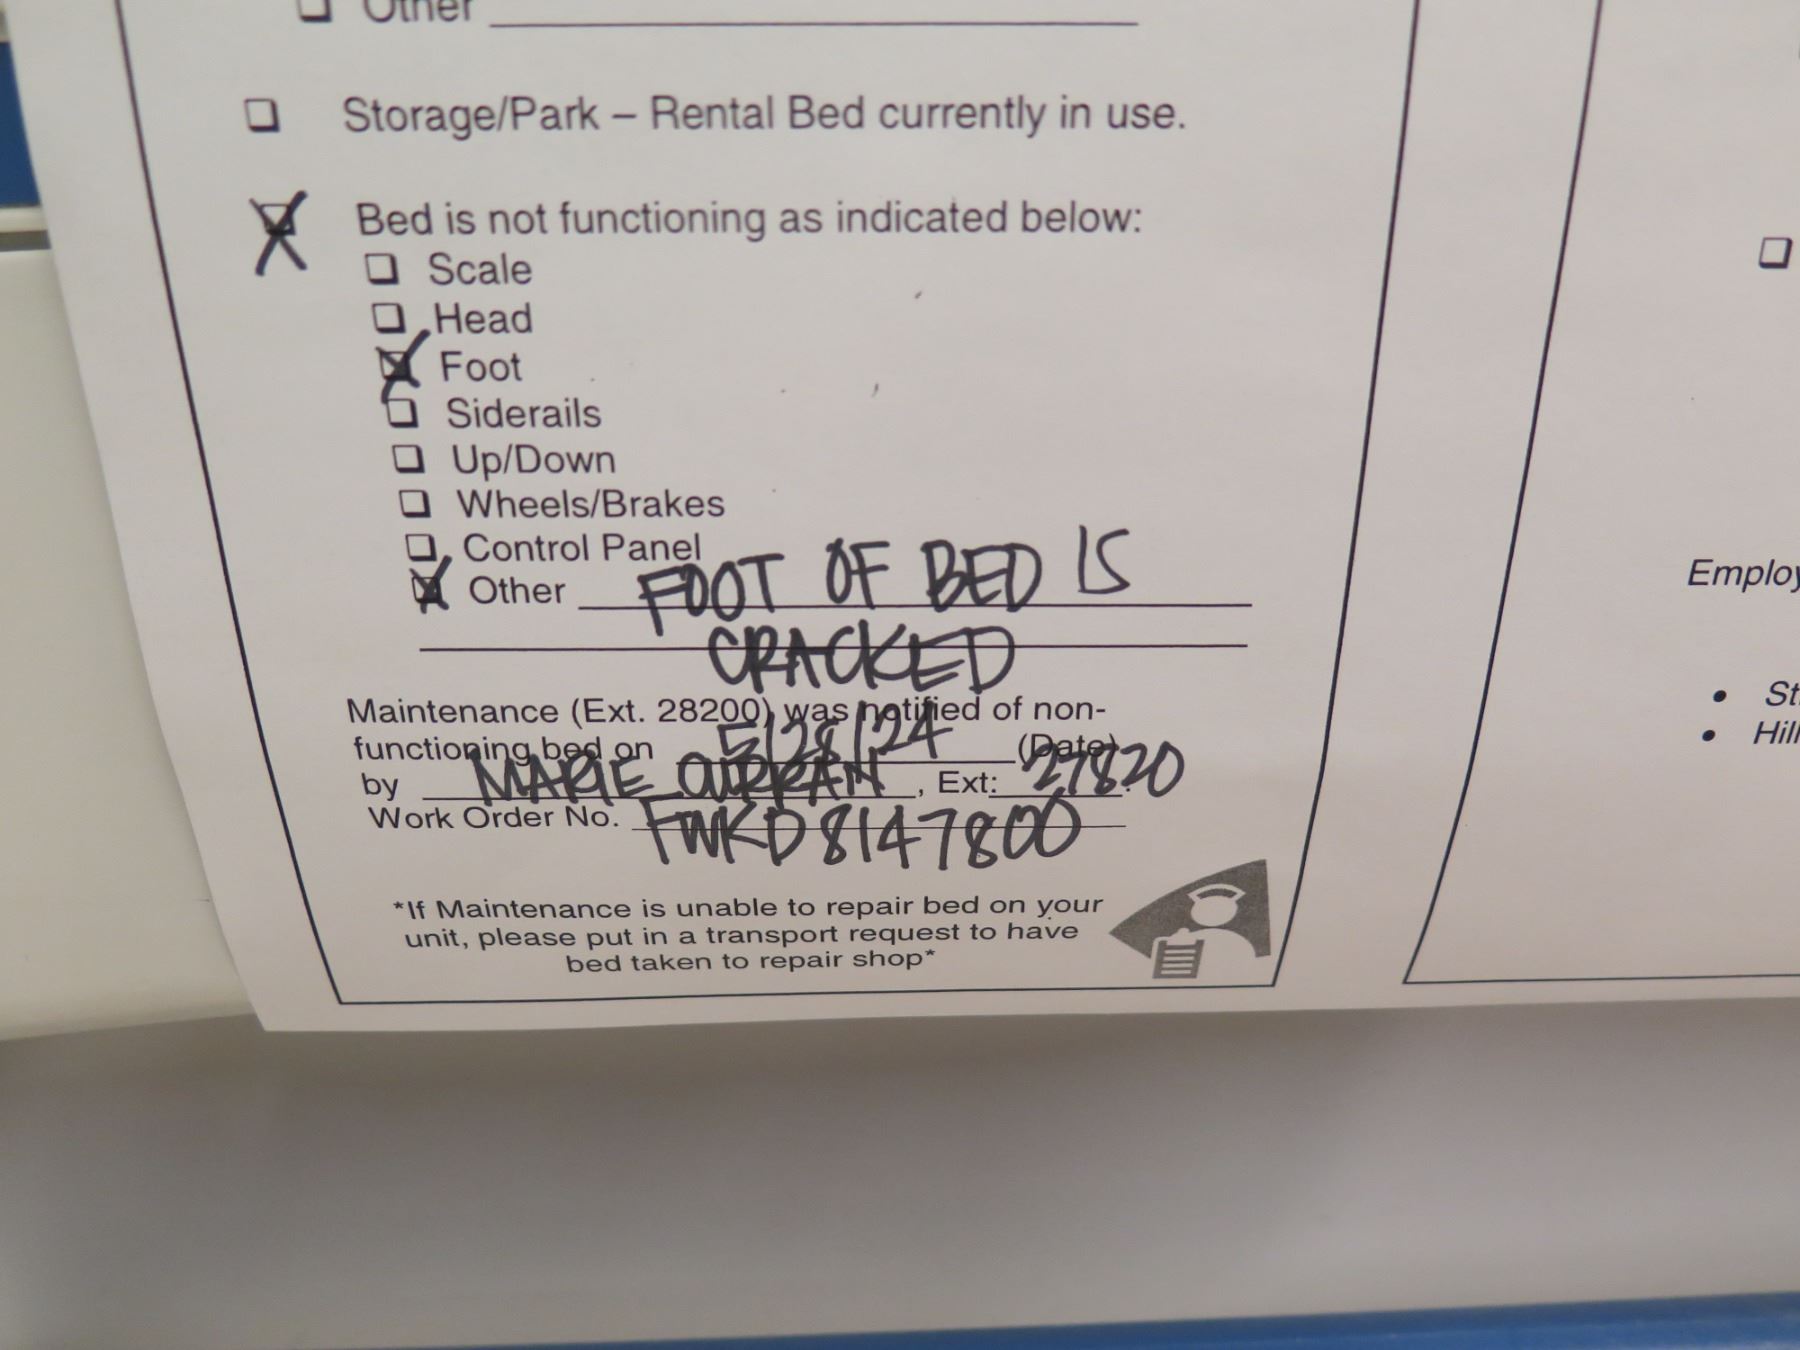 Other
☐ Storage/Park – Rental Bed currently in use.
☒ Bed is not functioning as indicated below:
☐ Scale
☐ Head
☒ Foot
☐ Siderails
☐ Up/Down
☐ Wheels/Brakes
☐ Control Panel
☒ Other FOOT OF BED IS
CRACKED
Maintenance (Ext. 28200) was notified of non-
functioning bed on 5/28/24 (Date)
by MARIE CURRAN, Ext: 27820
Work Order No. FWKD8147800
*If Maintenance is unable to repair bed on your
unit, please put in a transport request to have
bed taken to repair shop*
☐
Employ
• St
• Hill